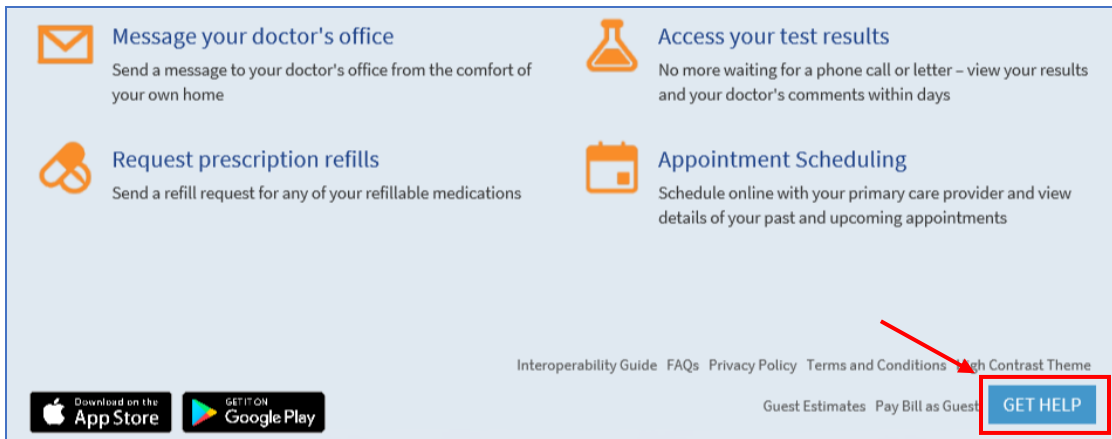 Message your doctor's office
Send a message to your doctor's office from the comfort of
your own home
Access your test results
No more waiting for a phone call or letter – view your results
and your doctor's comments within days
Request prescription refills
Send a refill request for any of your refillable medications
Appointment Scheduling
Schedule online with your primary care provider and view
details of your past and upcoming appointments
Interoperability Guide FAQs Privacy Policy Terms and Conditions High Contrast Theme
Download on the
App Store
GET IT ON
Google Play
Guest Estimates Pay Bill as Guest
GET HELP